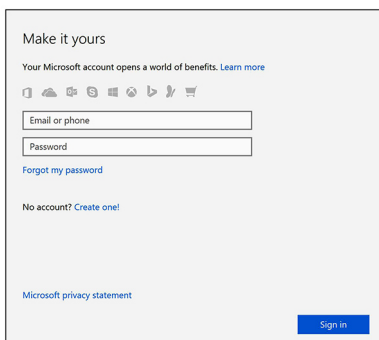 Make it yours
Your Microsoft account opens a world of benefits. Learn more
Email or phone
Password
Forgot my password
No account? Create one!
Microsoft privacy statement
Sign in